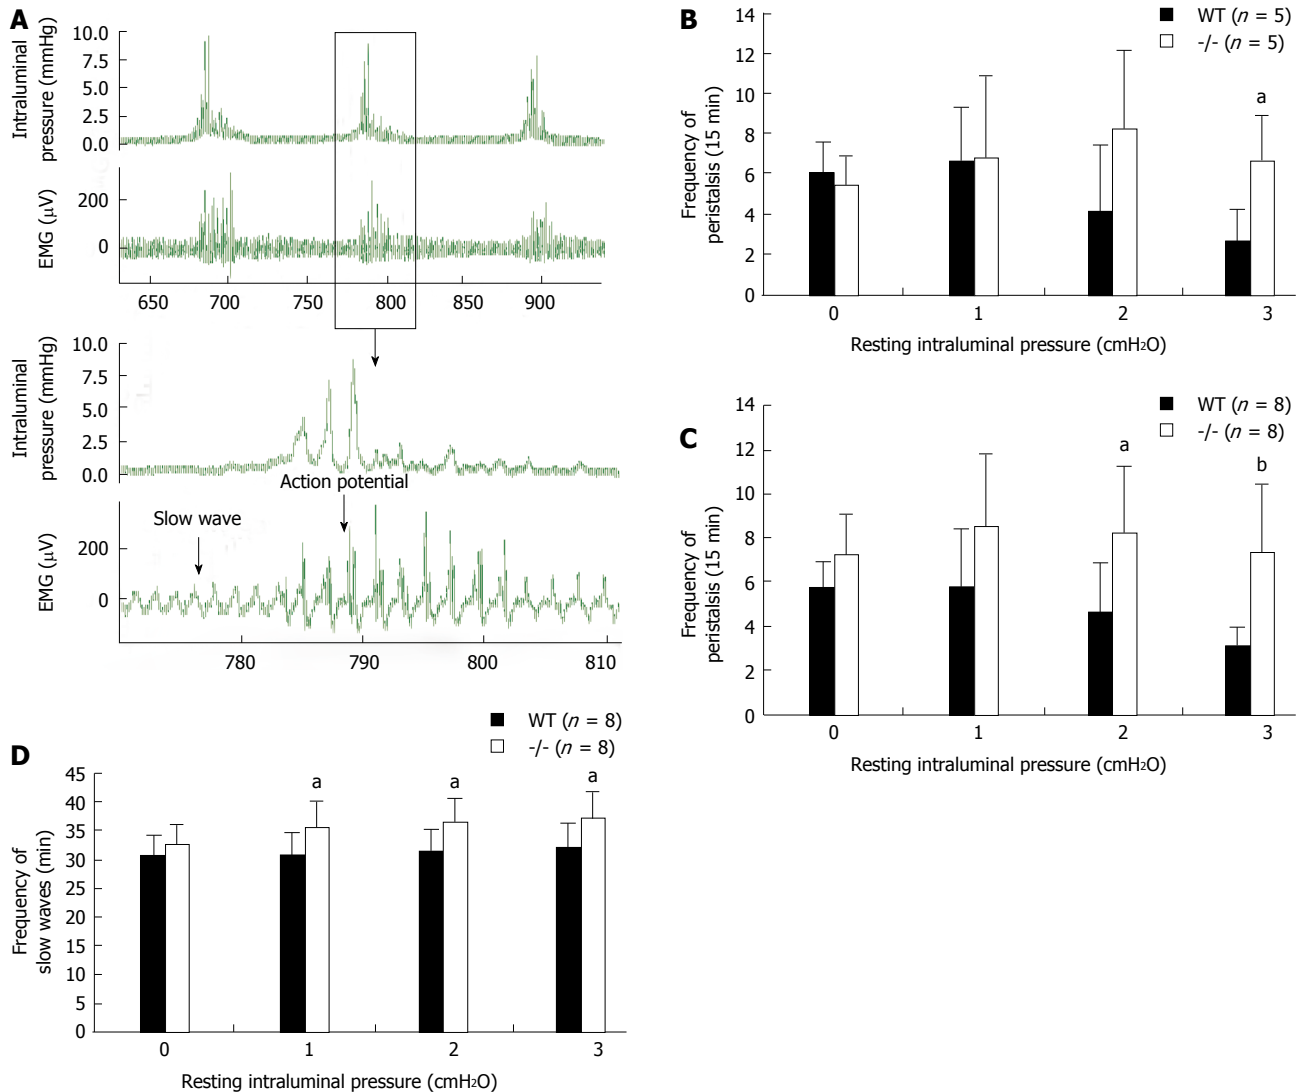 A
Intraluminal
pressure (mmHg)
10.0
7.5
5.0
2.5
0.0
EMG (μV)
200
0
650 700 750 800 850 900
Intraluminal
pressure (mmHg)
10.0
7.5
5.0
2.5
0.0
Action potential
Slow wave
EMG (μV)
200
0
780 790 800 810
B
WT (n = 5)
-/- (n = 5)
Frequency of
peristalsis (15 min)
14
12
10
8
6
4
2
0
a
0 1 2 3
Resting intraluminal pressure (cmH2O)
C
WT (n = 8)
-/- (n = 8)
Frequency of
peristalsis (15 min)
14
12
10
8
6
4
2
0
a
b
0 1 2 3
Resting intraluminal pressure (cmH2O)
D
WT (n = 8)
-/- (n = 8)
Frequency of
slow waves (min)
45
40
35
30
25
20
15
10
5
0
a a a
0 1 2 3
Resting intraluminal pressure (cmH2O)